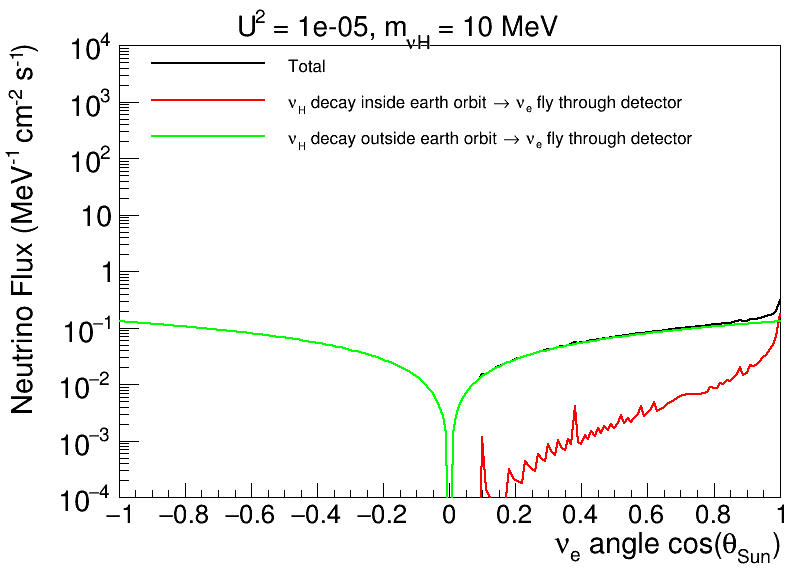 U² = 1e-05, m_νH = 10 MeV
Total
ν_H decay inside earth orbit → ν_e fly through detector
ν_H decay outside earth orbit → ν_e fly through detector
Neutrino Flux (MeV⁻¹ cm⁻² s⁻¹)
10⁴
10³
10²
10
1
10⁻¹
10⁻²
10⁻³
10⁻⁴
−1 −0.8 −0.6 −0.4 −0.2 0 0.2 0.4 0.6 0.8 1
ν_e angle cos(θ_Sun)